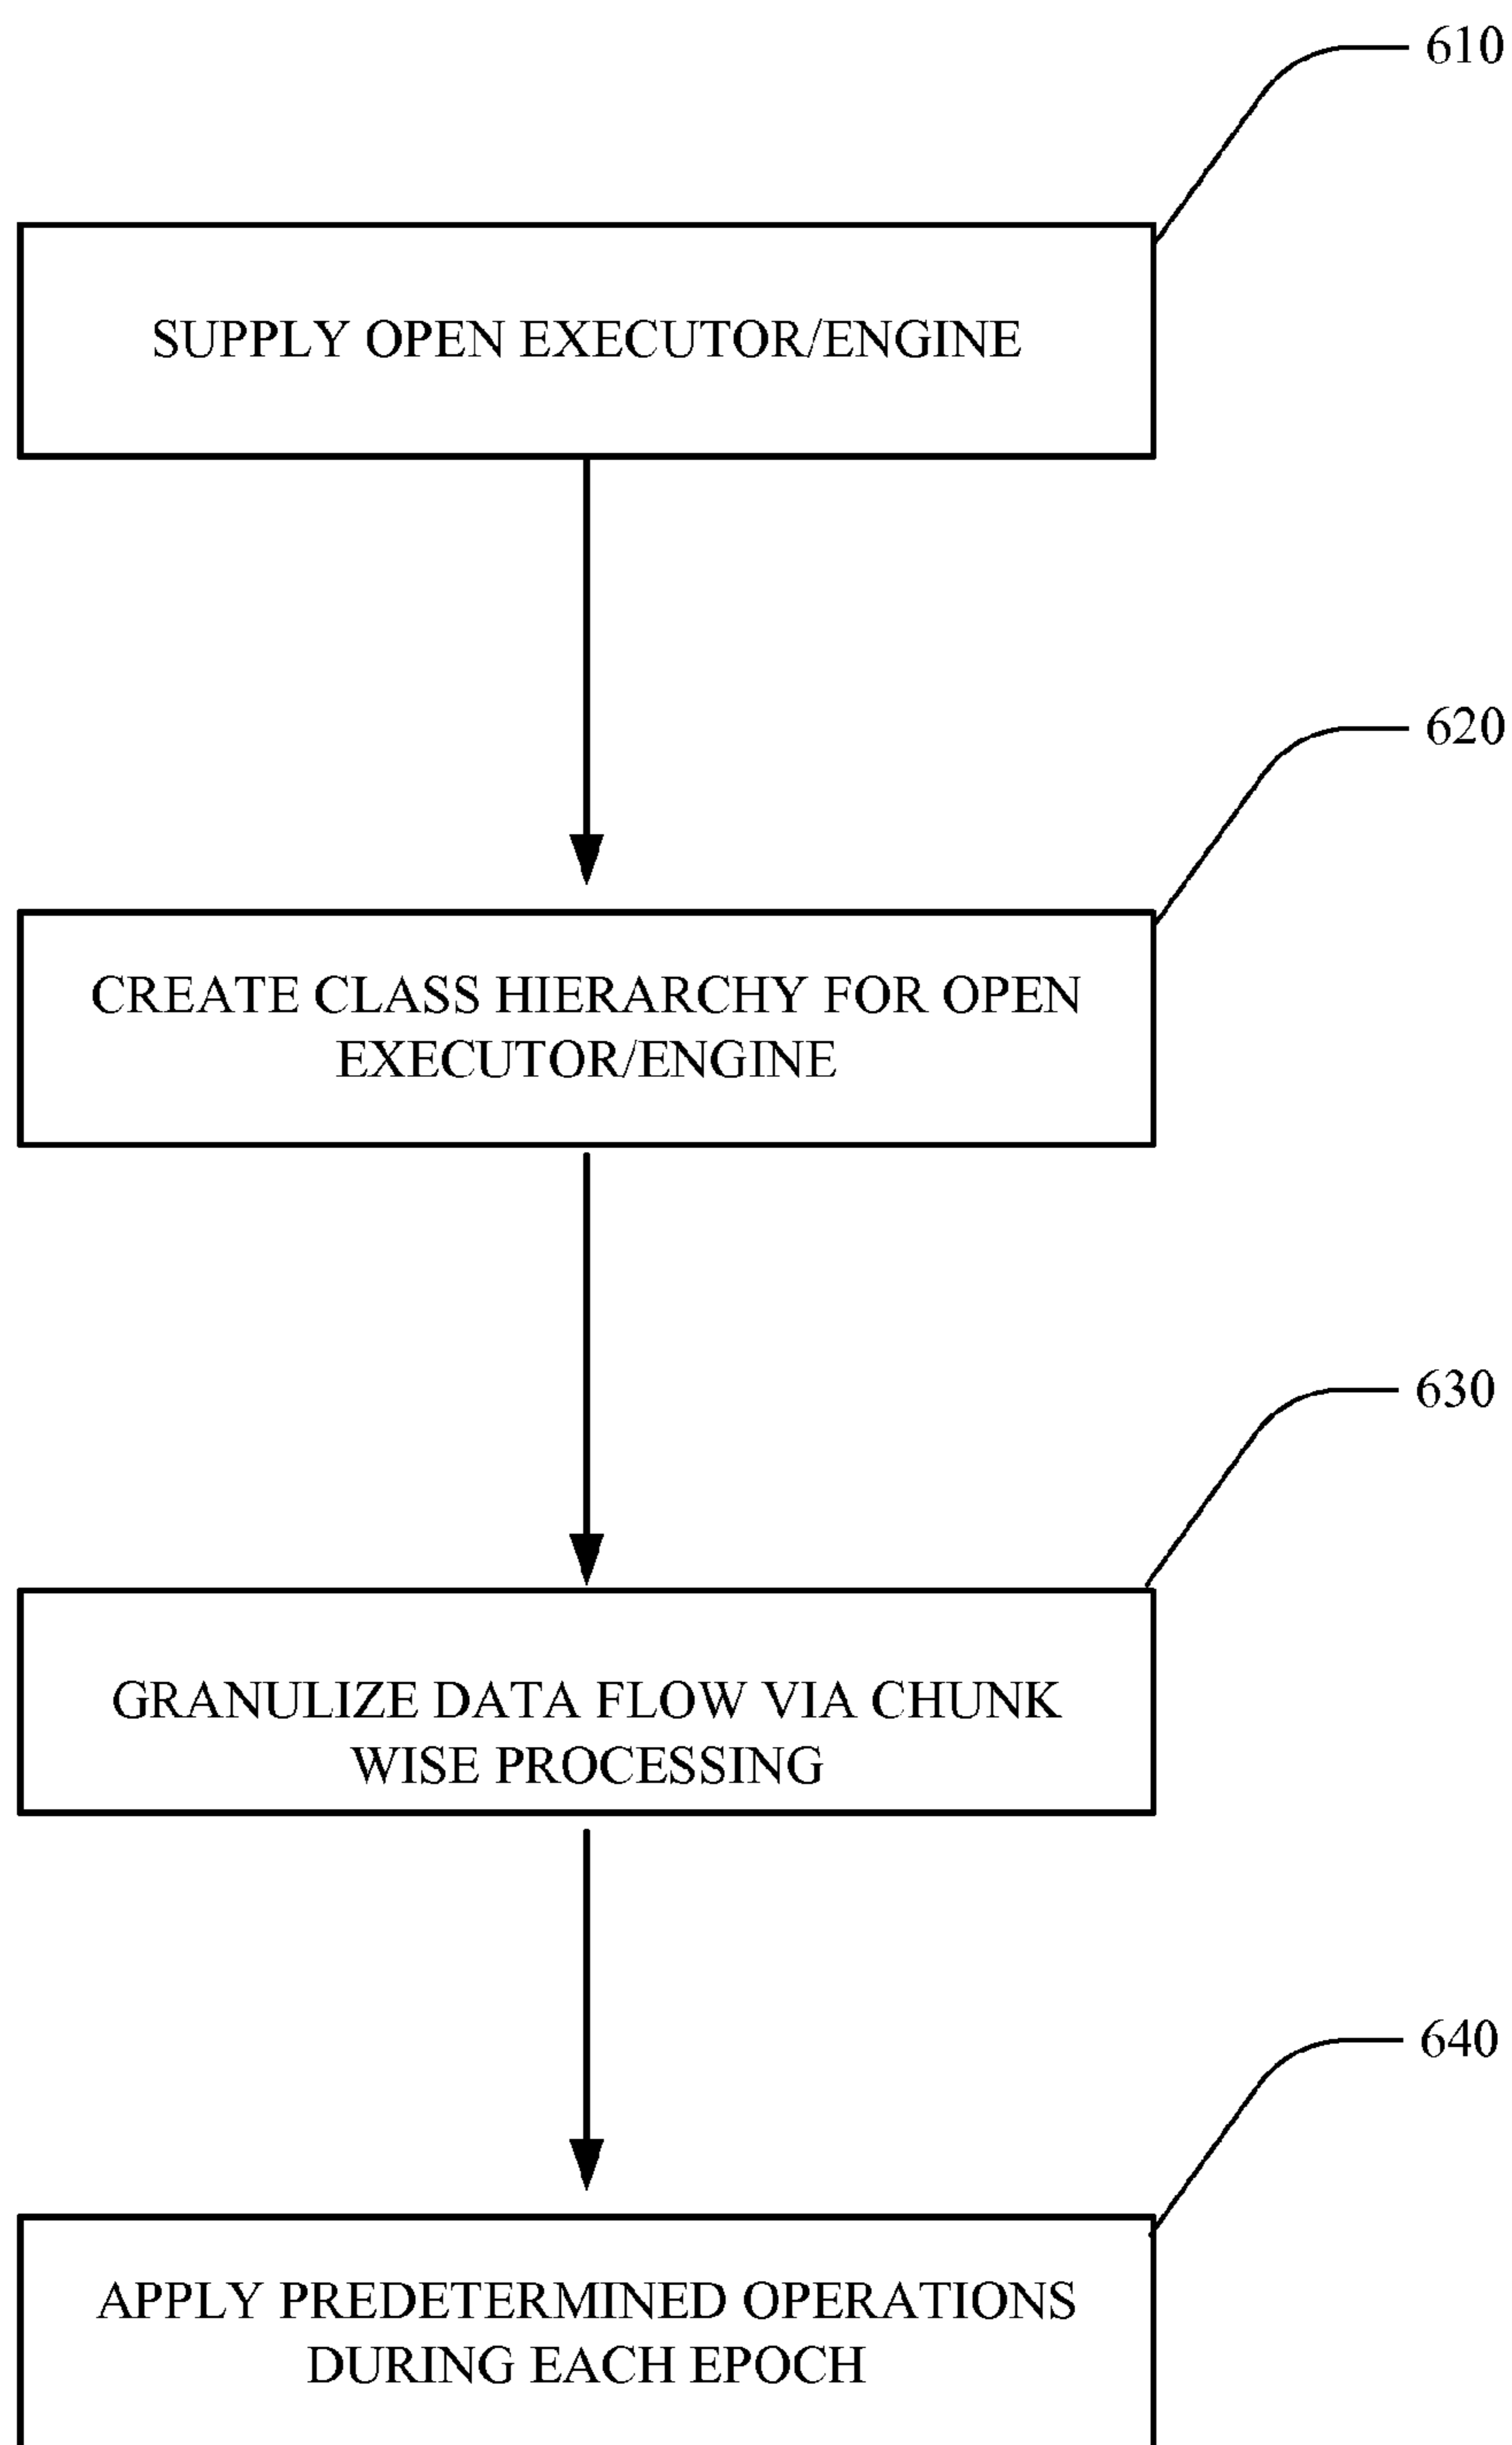 610
SUPPLY OPEN EXECUTOR/ENGINE
620
CREATE CLASS HIERARCHY FOR OPEN
EXECUTOR/ENGINE
630
GRANULIZE DATA FLOW VIA CHUNK
WISE PROCESSING
640
APPLY PREDETERMINED OPERATIONS
DURING EACH EPOCH